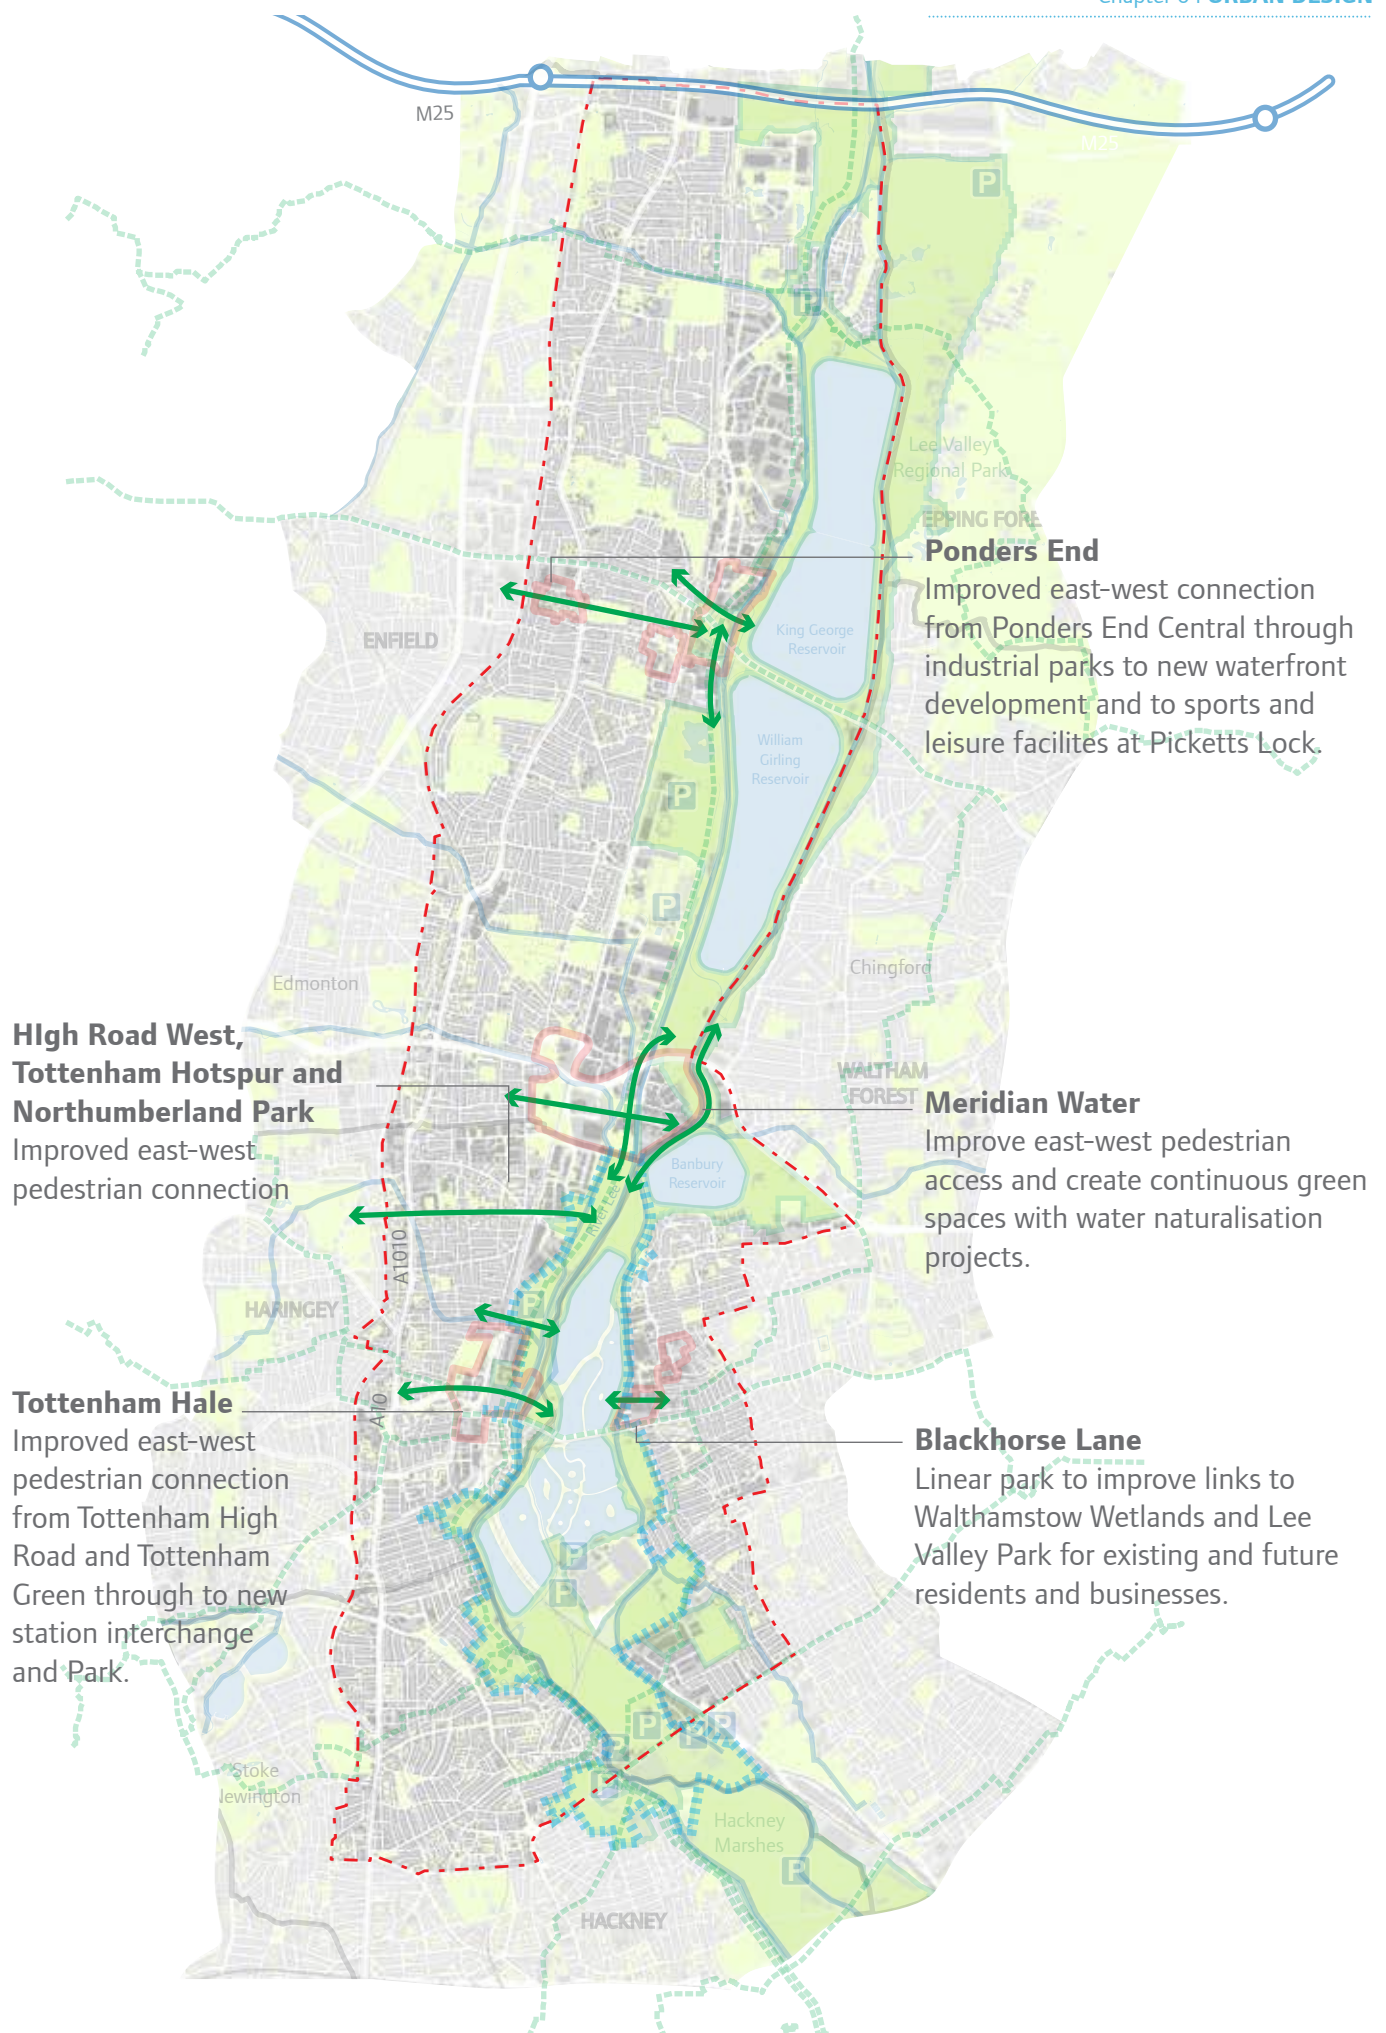 Chapter 6 | URBAN DESIGN
M25
M25
P
P
Lee Valley
Regional Park
EPPING FORE
Ponders End
Improved east-west connection
from Ponders End Central through
industrial parks to new waterfront
development and to sports and
leisure facilites at Picketts Lock.
ENFIELD
King George
Reservoir
William
Girling
Reservoir
P
P
Edmonton
Chingford
HIgh Road West,
Tottenham Hotspur and
Northumberland Park
Improved east-west
pedestrian connection
WALTHAM
FOREST
Meridian Water
Improve east-west pedestrian
access and create continuous green
spaces with water naturalisation
projects.
Banbury
Reservoir
River Lee
A1010
HARINGEY
P
A10
Tottenham Hale
Improved east-west
pedestrian connection
from Tottenham High
Road and Tottenham
Green through to new
station interchange
and Park.
Blackhorse Lane
Linear park to improve links to
Walthamstow Wetlands and Lee
Valley Park for existing and future
residents and businesses.
P
P
P
P
P
P
P
Stoke
Newington
Hackney
Marshes
P
HACKNEY